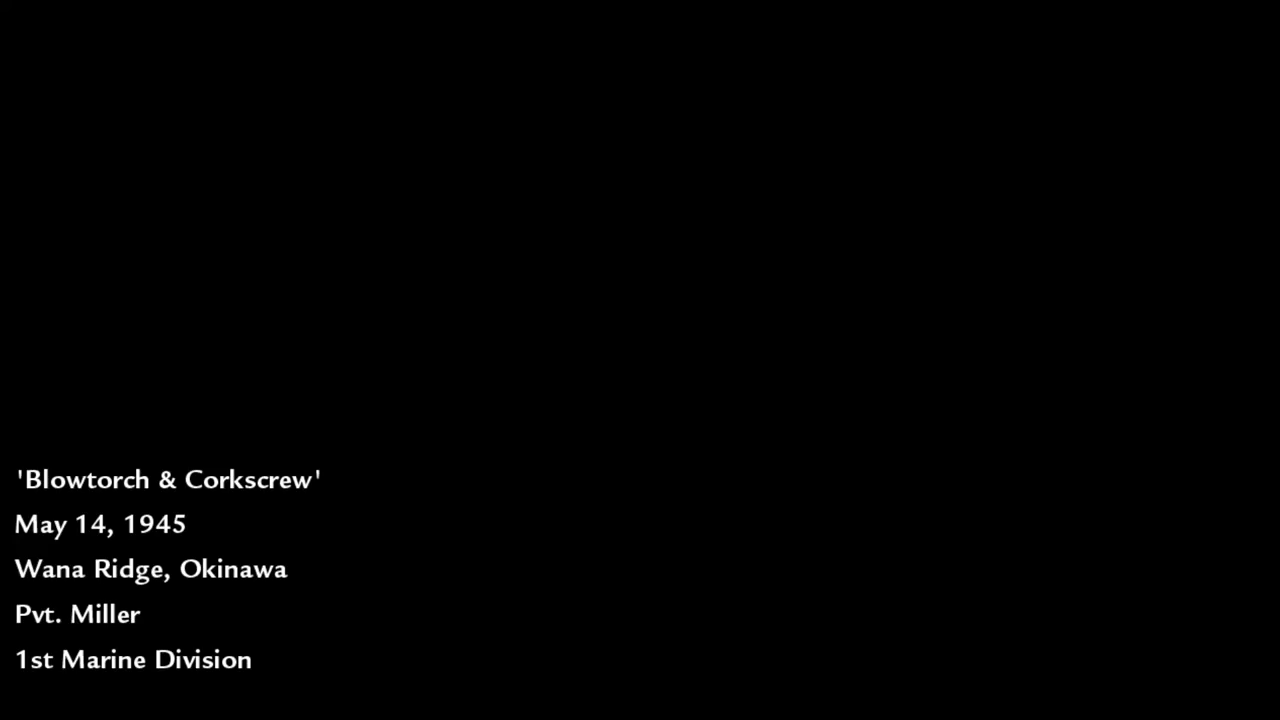 'Blowtorch & Corkscrew'
May 14, 1945
Wana Ridge, Okinawa
Pvt. Miller
1st Marine Division